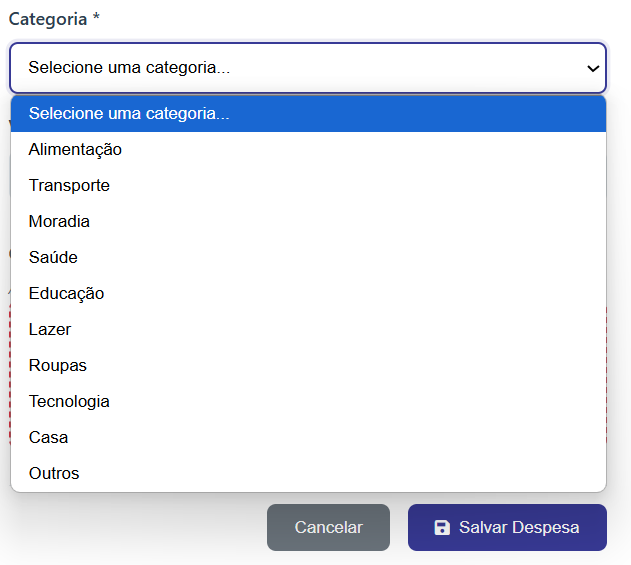 Categoria *
Selecione uma categoria...
Selecione uma categoria...
Alimentação
Transporte
Moradia
Saúde
Educação
Lazer
Roupas
Tecnologia
Casa
Outros
Cancelar
Salvar Despesa